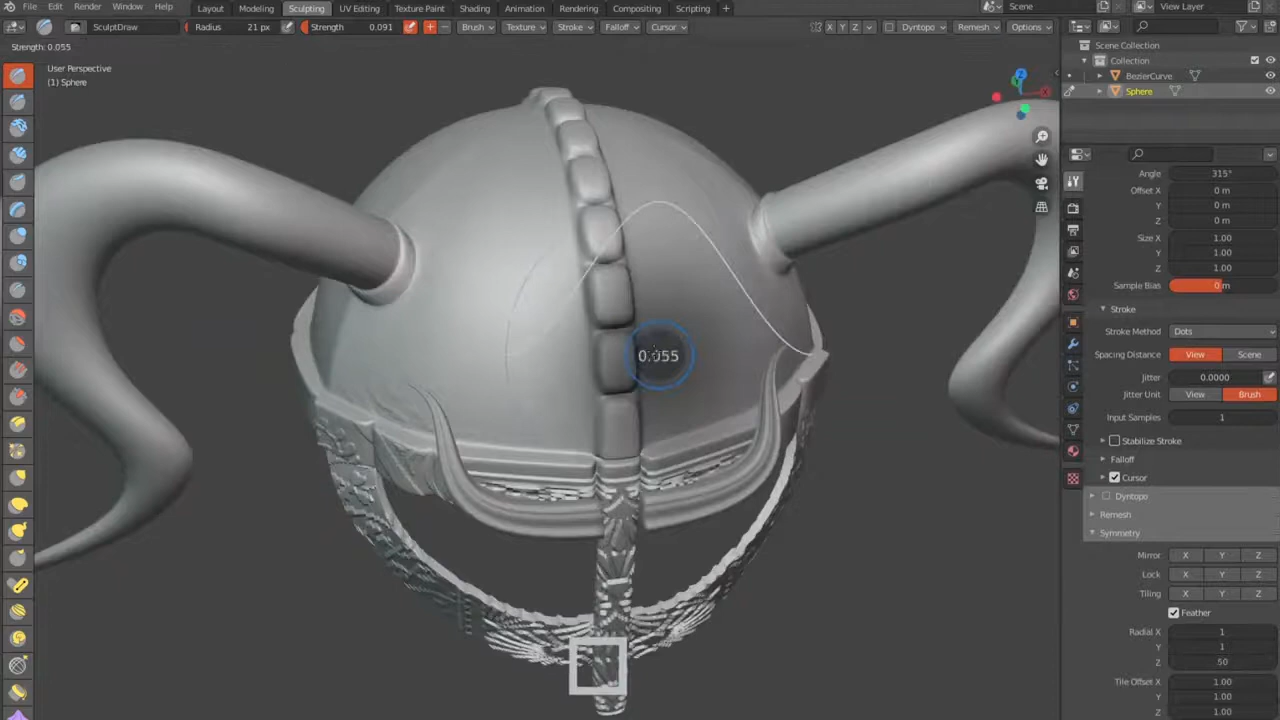 File Edit Render Window Help Layout Modeling Sculpting UV Editing Texture Paint Shading Animation Rendering Compositing Scripting + Scene View Layer
SculptDraw Radius 21 px Strength 0.091 Brush Texture Stroke Falloff Cursor X Y Z Dyntopo Remesh Options
Strength: 0.055
User Perspective
(1) Sphere
0.055
Z
Scene Collection
Collection
BezierCurve
Sphere
Angle 315°
Offset X 0 m
Y 0 m
Z 0 m
Size X 1.00
Y 1.00
Z 1.00
Sample Bias 0 m
Stroke
Stroke Method Dots
Spacing Distance View Scene
Jitter 0.0000
Jitter Unit View Brush
Input Samples 1
Stabilize Stroke
Falloff
Cursor
Dyntopo
Remesh
Symmetry
Mirror X Y Z
Lock X Y Z
Tiling X Y Z
Feather
Radial X 1
Y 1
Z 50
Tile Offset X 1.00
Y 1.00
Z 1.00